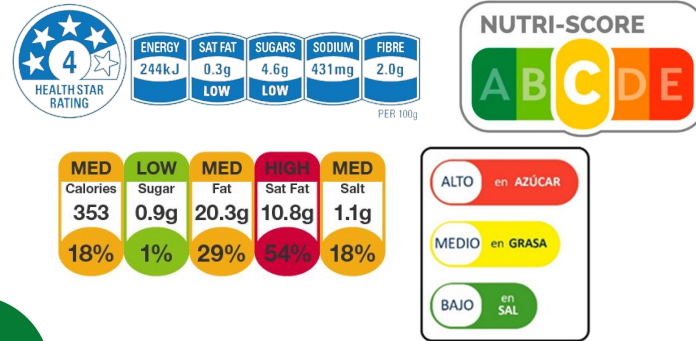 4
HEALTH STAR
RATING
ENERGY
244kJ
SAT FAT
0.3g
LOW
SUGARS
4.6g
LOW
SODIUM
431mg
FIBRE
2.0g
PER 100g
NUTRI-SCORE
A B C D E
MED
Calories
353
18%
LOW
Sugar
0.9g
1%
MED
Fat
20.3g
29%
HIGH
Sat Fat
10.8g
54%
MED
Salt
1.1g
18%
ALTO en AZÚCAR
MEDIO en GRASA
BAJO en
SAL